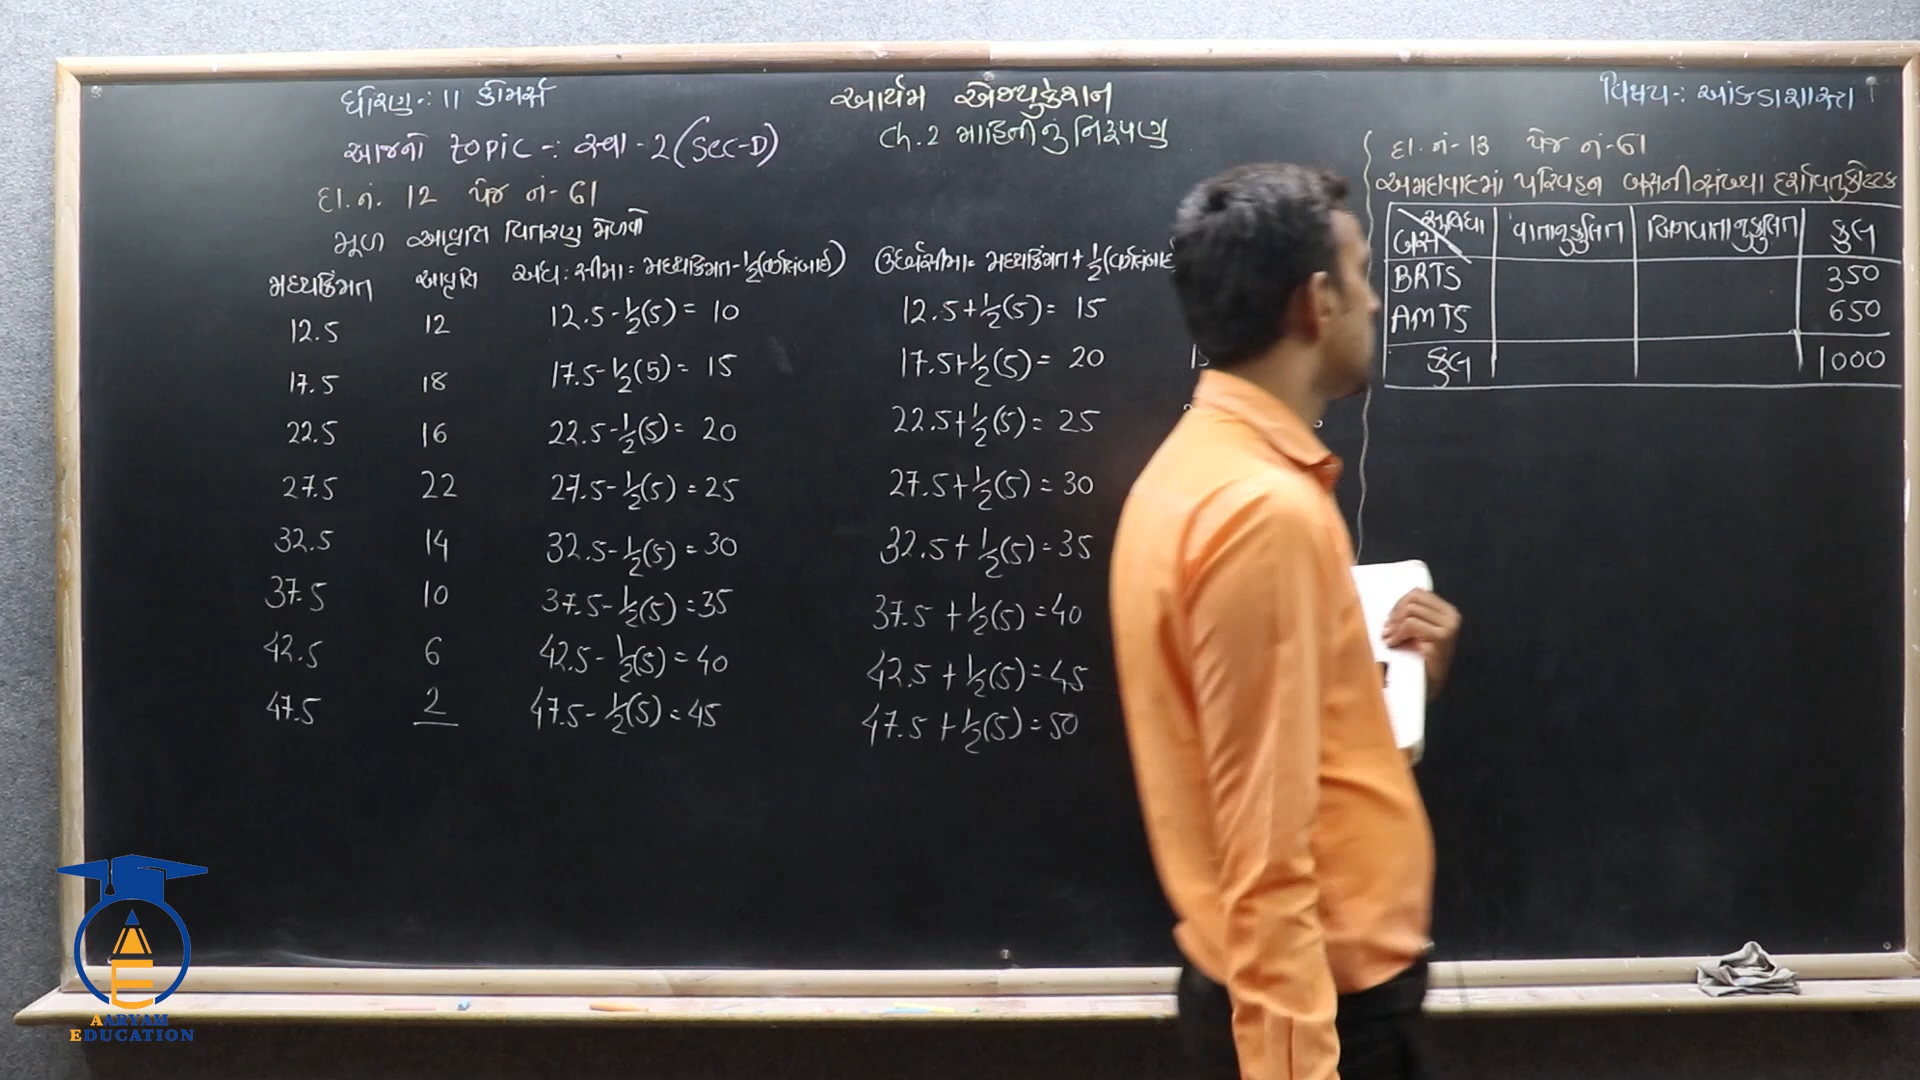 ધોરણ :- 11 કોમર્સ
આર્યમ એજ્યુકેશન
વિષય :- આંકડાશાસ્ત્ર
આજનો topic :- સ્વા - 2 (Sec-D)
Ch. 2 માહિતીનું નિરૂપણ
દા. નં. 12 પેજ નં - 61
મૂળ આવૃત્તિ વિતરણ મેળવો
મધ્યકિંમત આવૃત્તિ અધઃસીમા = મધ્યકિંમત - 1/2 (વર્ગલંબાઈ) ઉર્ધ્વસીમા = મધ્યકિંમત + 1/2
12.5 12 12.5 - 1/2 (5) = 10 12.5 + 1/2 (5) = 15
17.5 18 17.5 - 1/2 (5) = 15 17.5 + 1/2 (5) = 20
22.5 16 22.5 - 1/2 (5) = 20 22.5 + 1/2 (5) = 25
27.5 22 27.5 - 1/2 (5) = 25 27.5 + 1/2 (5) = 30
32.5 14 32.5 - 1/2 (5) = 30 32.5 + 1/2 (5) = 35
37.5 10 37.5 - 1/2 (5) = 35 37.5 + 1/2 (5) = 40
42.5 6 42.5 - 1/2 (5) = 40 42.5 + 1/2 (5) = 45
47.5 2 47.5 - 1/2 (5) = 45 47.5 + 1/2 (5) = 50
દા. નં - 13 પેજ નં - 61
અમદાવાદમાં પરિવહન બસની સંખ્યા દર્શાવતુ કોષ્ટક
સુવિધા
બસ વાતાનુકુલિત બિનવાતાનુકુલિત કુલ
BRTS 350
AMTS 650
કુલ 1000
AARYAM
EDUCATION